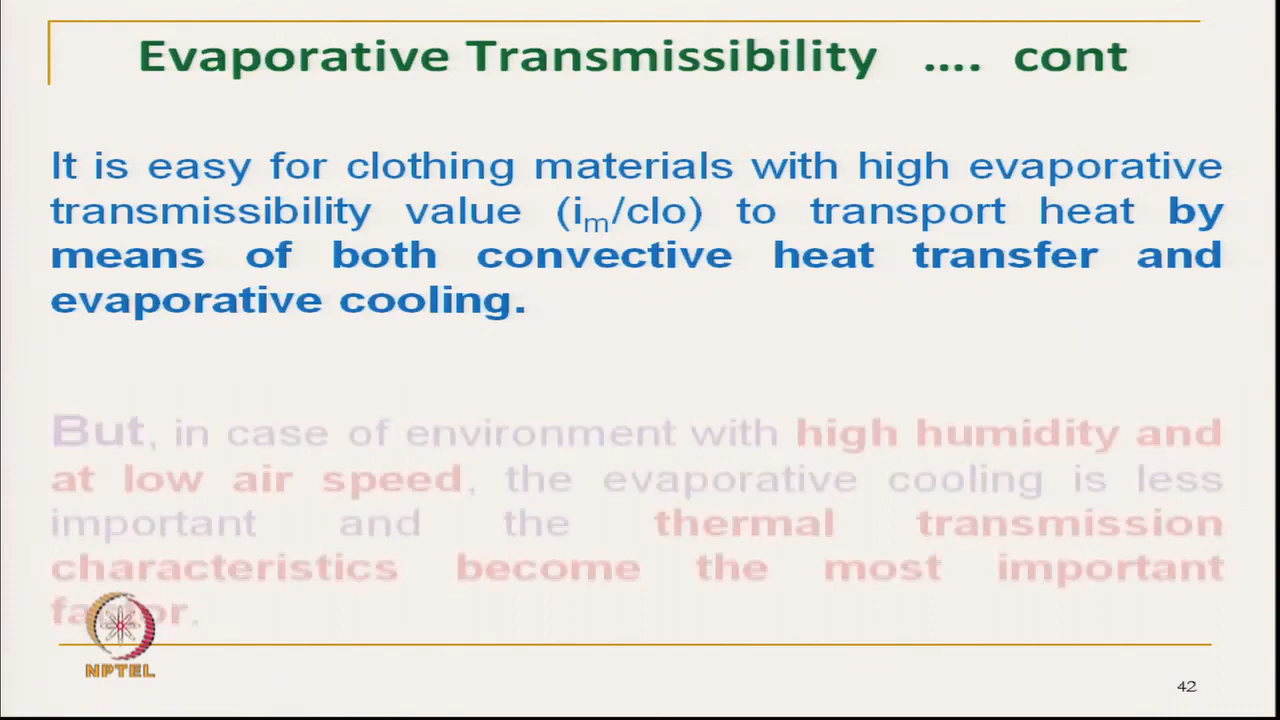 Evaporative Transmissibility .... cont
It is easy for clothing materials with high evaporative
transmissibility value (im/clo) to transport heat by
means of both convective heat transfer and
evaporative cooling.
But, in case of environment with high humidity and
at low air speed, the evaporative cooling is less
important and the thermal transmission
characteristics become the most important
factor.
NPTEL
42